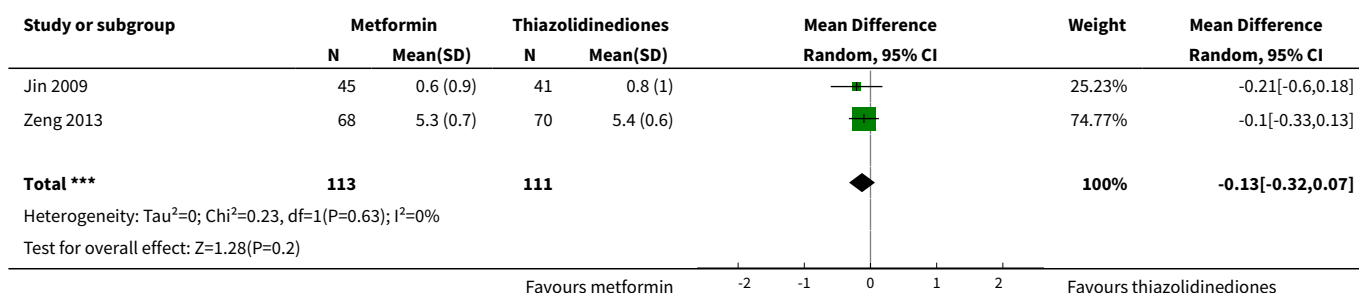 Study or subgroup Metformin Thiazolidinediones Mean Difference Weight Mean Difference
N Mean(SD) N Mean(SD) Random, 95% CI Random, 95% CI
Jin 2009 45 0.6 (0.9) 41 0.8 (1) 25.23% -0.21[-0.6,0.18]
Zeng 2013 68 5.3 (0.7) 70 5.4 (0.6) 74.77% -0.1[-0.33,0.13]
Total *** 113 111 100% -0.13[-0.32,0.07]
Heterogeneity: Tau²=0; Chi²=0.23, df=1(P=0.63); I²=0%
Test for overall effect: Z=1.28(P=0.2)
Favours metformin -2 -1 0 1 2 Favours thiazolidinediones